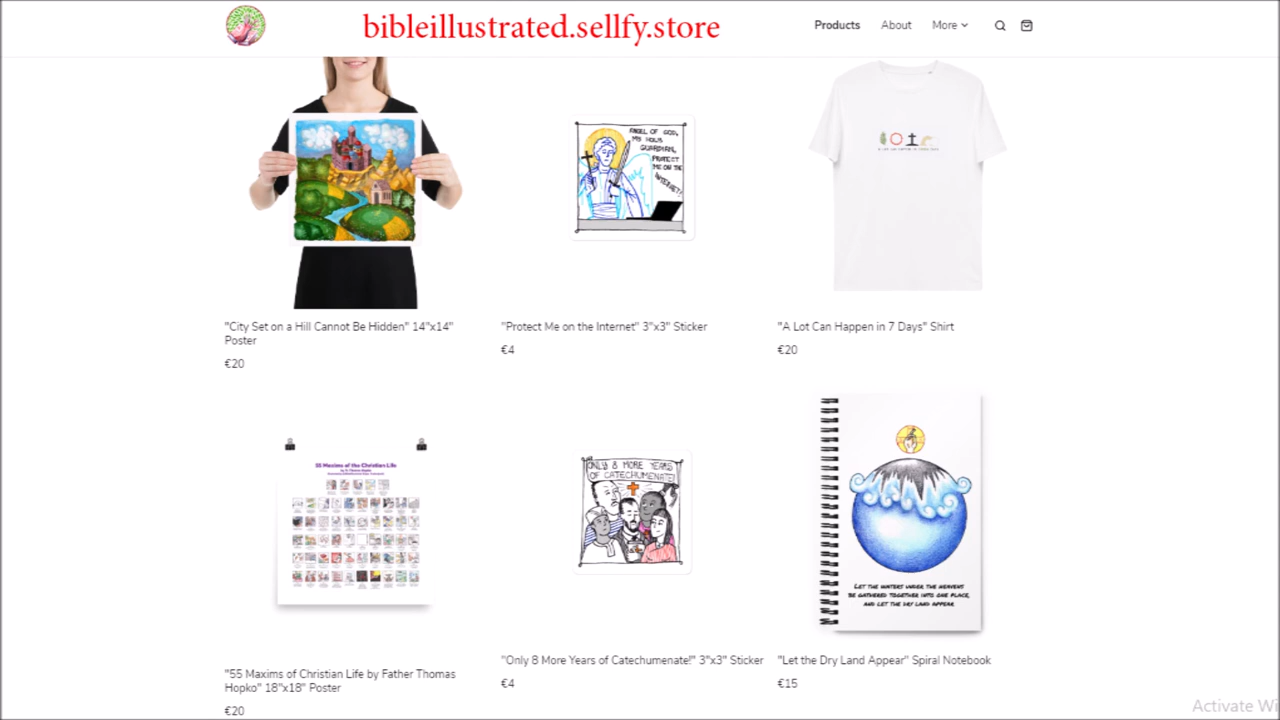 bibleillustrated.sellfy.store
Products
About
More
ANGEL OF GOD,
MY HOLY
GUARDIAN,
PROTECT
ME ON THE
INTERNET!
"City Set on a Hill Cannot Be Hidden" 14"x14"
Poster
€20
"Protect Me on the Internet" 3"x3" Sticker
€4
"A Lot Can Happen in 7 Days" Shirt
€20
55 Maxims of the Christian Life
ONLY 8 MORE YEARS
OF CATECHUMENATE!
LET THE WATERS UNDER THE HEAVENS
BE GATHERED TOGETHER INTO ONE PLACE,
AND LET THE DRY LAND APPEAR
"55 Maxims of Christian Life by Father Thomas
Hopko" 18"x18" Poster
€20
"Only 8 More Years of Catechumenate!" 3"x3" Sticker
€4
"Let the Dry Land Appear" Spiral Notebook
€15
Activate Wi